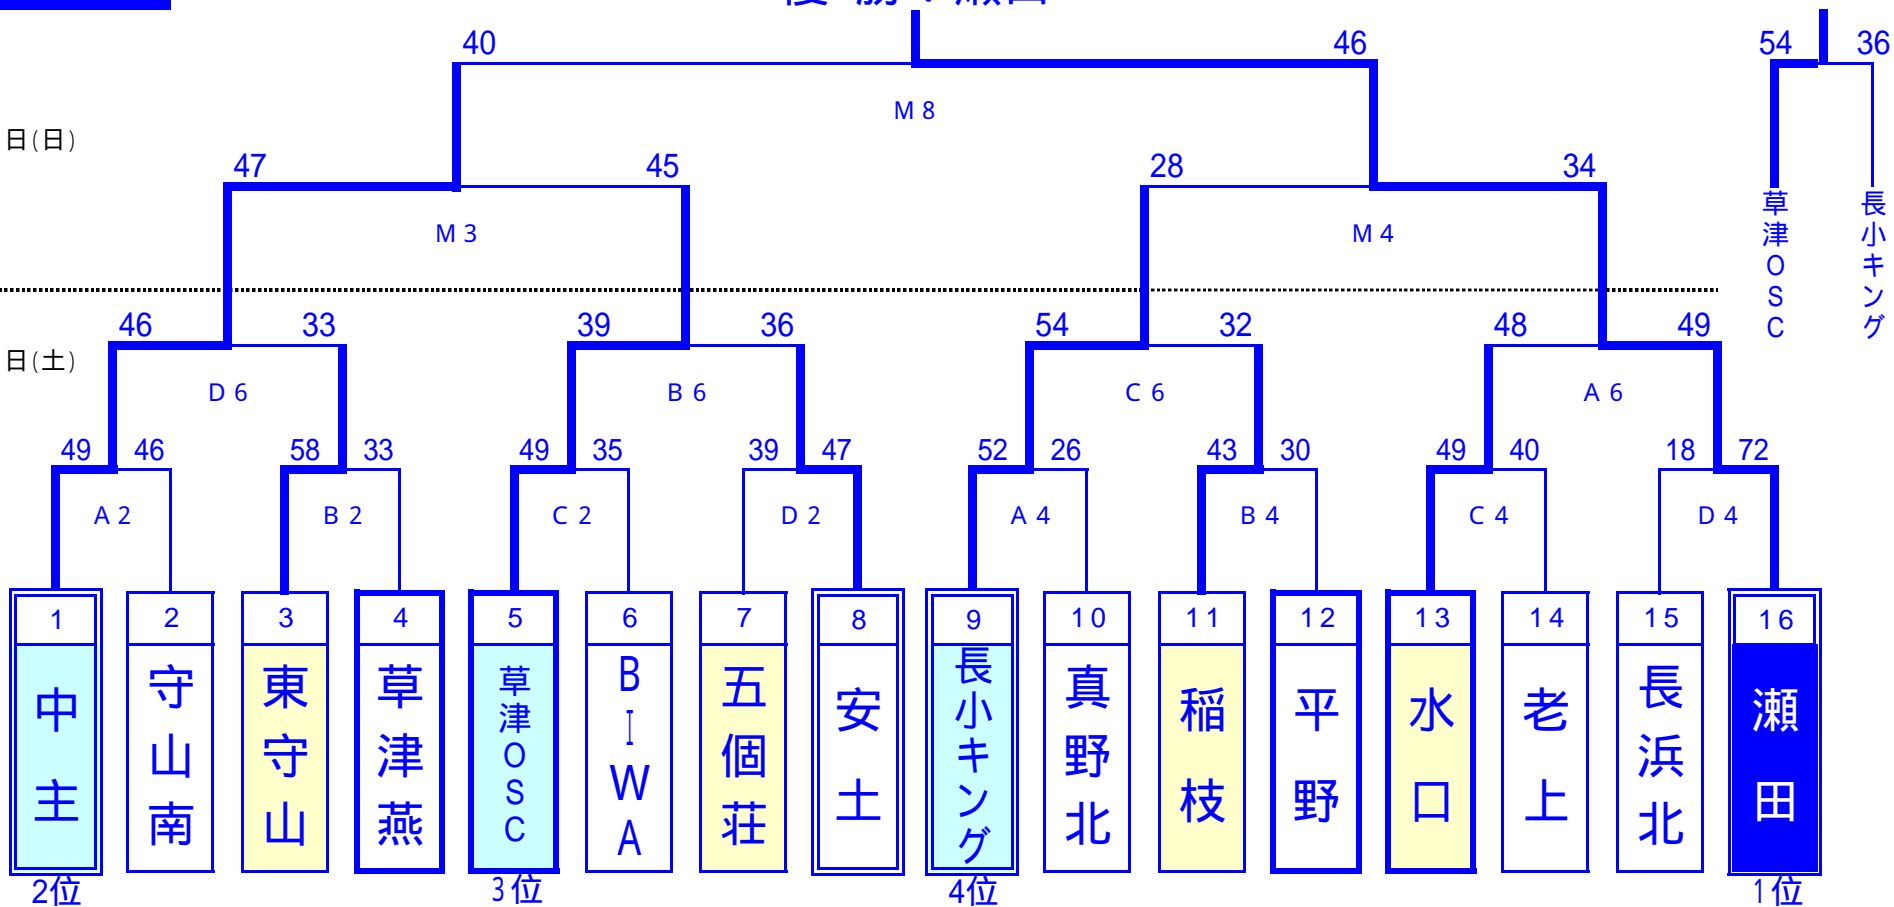 優 勝 : 瀬田
40 46 54 36
M 8
日(日)
47 45 28 34
M 3 M 4
草津OSC
長小キング
46 33 39 36 54 32 48 49
日(土)
D 6 B 6 C 6 A 6
49 46 58 33 49 35 39 47 52 26 43 30 49 40 18 72
A 2 B 2 C 2 D 2 A 4 B 4 C 4 D 4
1 2 3 4 5 6 7 8 9 10 11 12 13 14 15 16
中主
守山南
東守山
草津燕
草津OSC
BIWA
五個荘
安土
長小キング
真野北
稲枝
平野
水口
老上
長浜北
瀬田
2位 3位 4位 1位